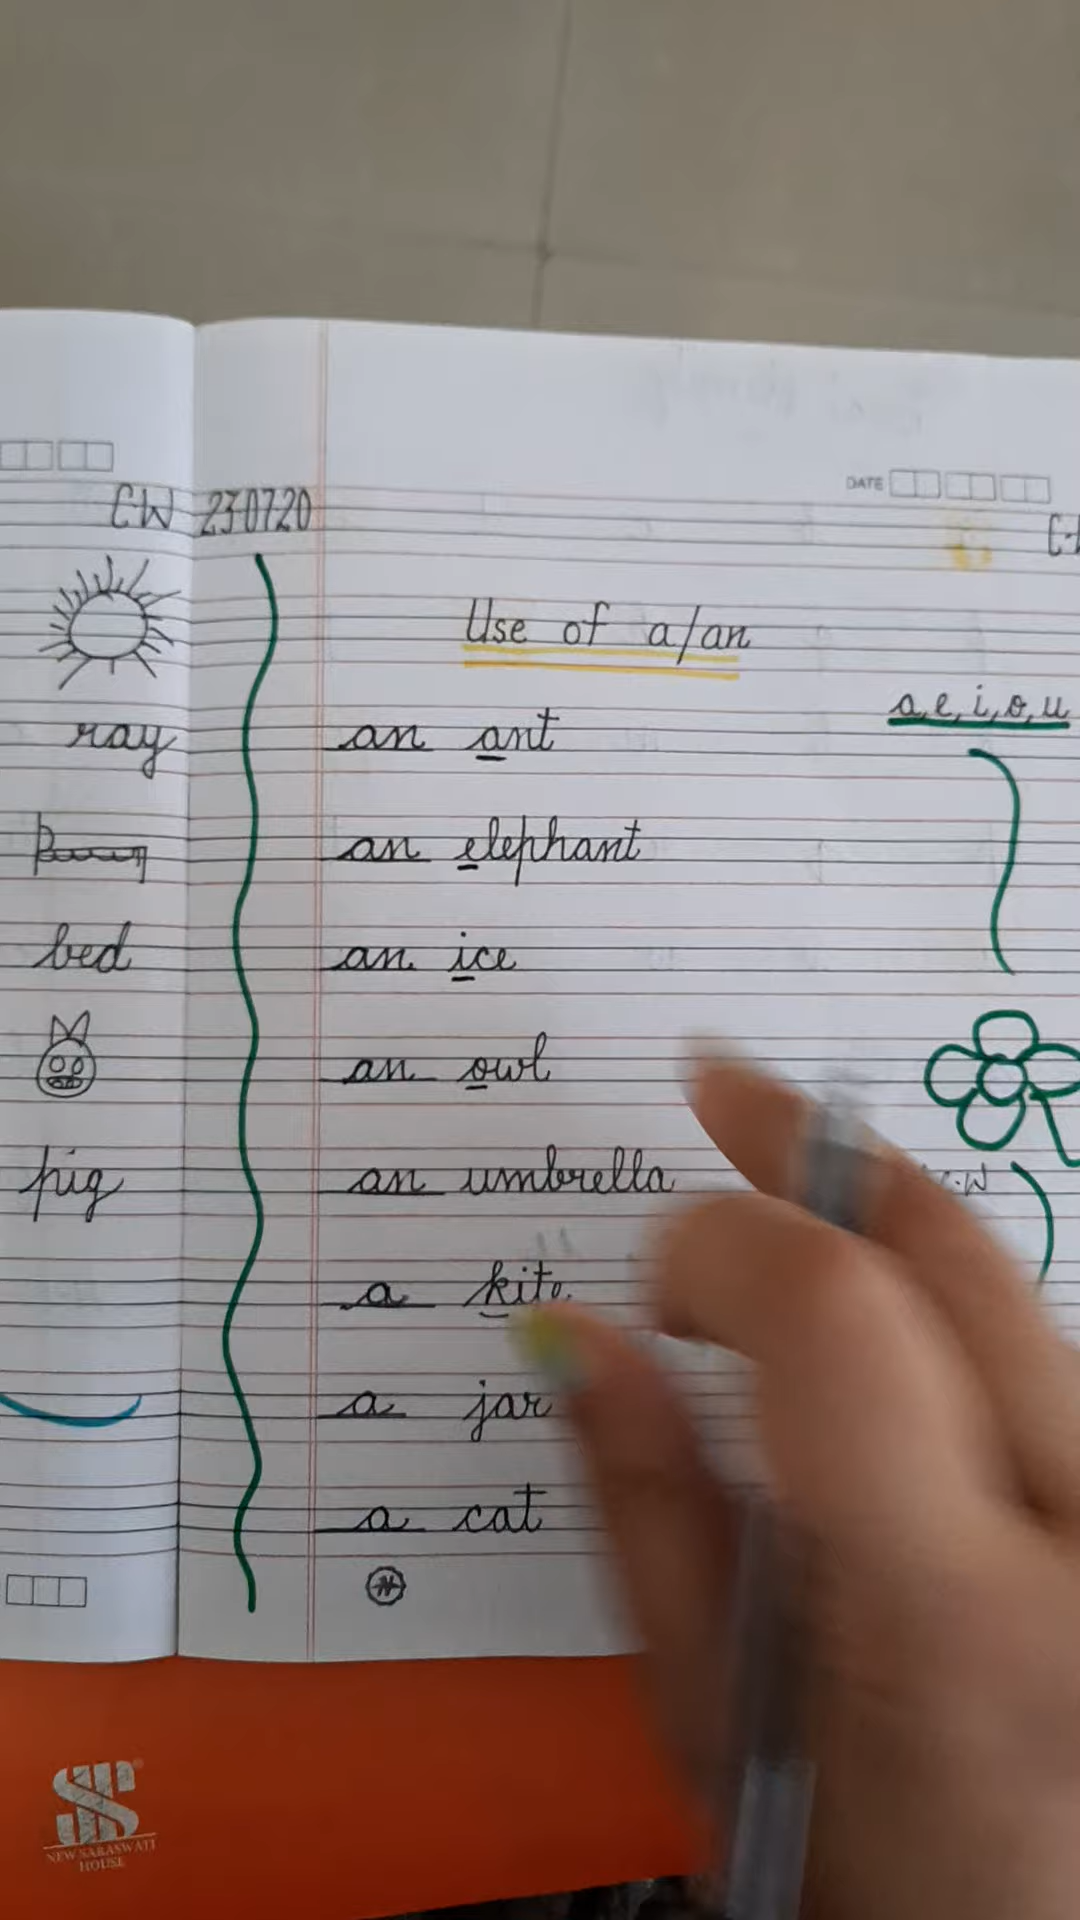 CW 23-07-20
DATE
Use of a/an
a, e, i, o, u
ray
an ant
an elephant
bed
an ice
an owl
pig
an umbrella
C.W
a kite
a jar
a cat
NEW SARASWATI
HOUSE